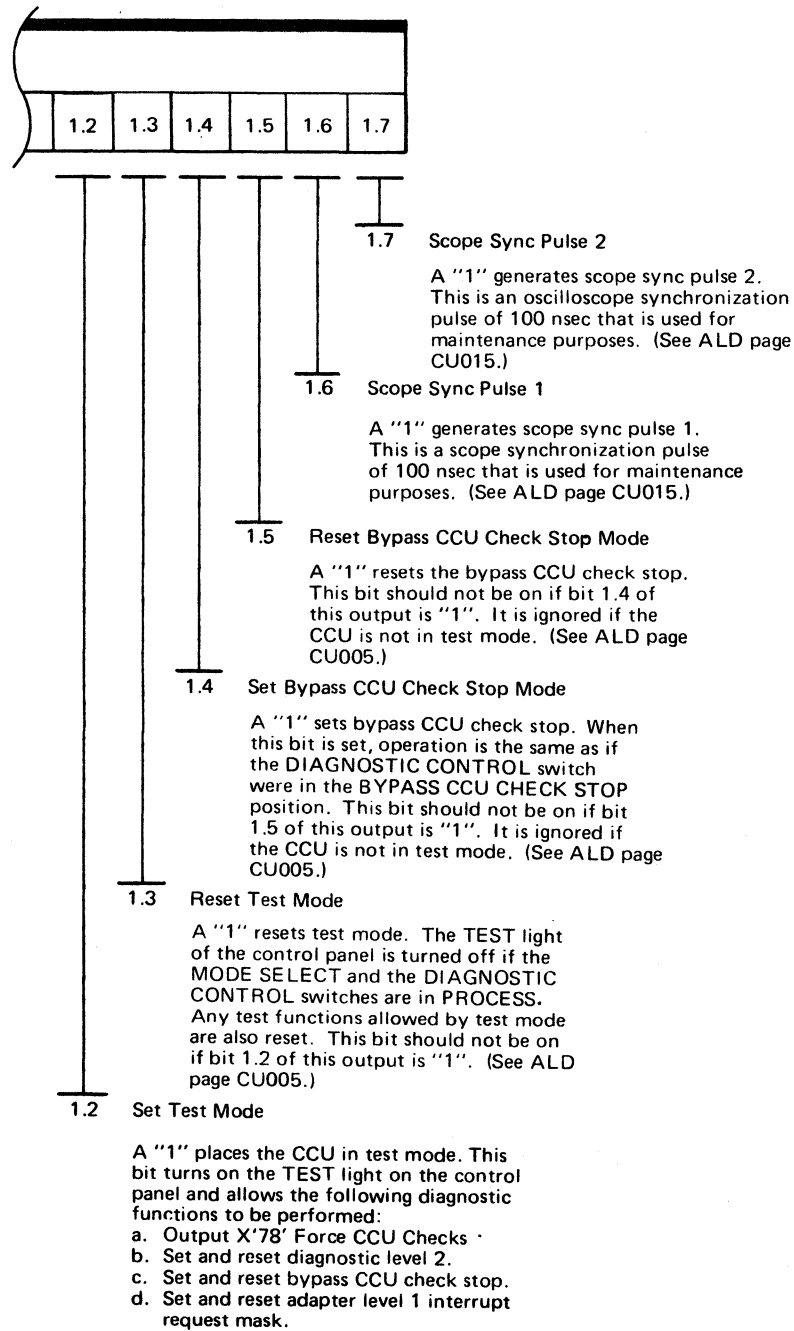 1.2 1.3 1.4 1.5 1.6 1.7
1.7 Scope Sync Pulse 2
A "1" generates scope sync pulse 2.
This is an oscilloscope synchronization
pulse of 100 nsec that is used for
maintenance purposes. (See ALD page
CU015.)
1.6 Scope Sync Pulse 1
A "1" generates scope sync pulse 1.
This is a scope synchronization pulse
of 100 nsec that is used for maintenance
purposes. (See ALD page CU015.)
1.5 Reset Bypass CCU Check Stop Mode
A "1" resets the bypass CCU check stop.
This bit should not be on if bit 1.4 of
this output is "1". It is ignored if the
CCU is not in test mode. (See ALD page
CU005.)
1.4 Set Bypass CCU Check Stop Mode
A "1" sets bypass CCU check stop. When
this bit is set, operation is the same as if
the DIAGNOSTIC CONTROL switch
were in the BYPASS CCU CHECK STOP
position. This bit should not be on if bit
1.5 of this output is "1". It is ignored if
the CCU is not in test mode. (See ALD page
CU005.)
1.3 Reset Test Mode
A "1" resets test mode. The TEST light
of the control panel is turned off if the
MODE SELECT and the DIAGNOSTIC
CONTROL switches are in PROCESS.
Any test functions allowed by test mode
are also reset. This bit should not be on
if bit 1.2 of this output is "1". (See ALD
page CU005.)
1.2 Set Test Mode
A "1" places the CCU in test mode. This
bit turns on the TEST light on the control
panel and allows the following diagnostic
functions to be performed:
a. Output X'78' Force CCU Checks
b. Set and reset diagnostic level 2.
c. Set and reset bypass CCU check stop.
d. Set and reset adapter level 1 interrupt
request mask.